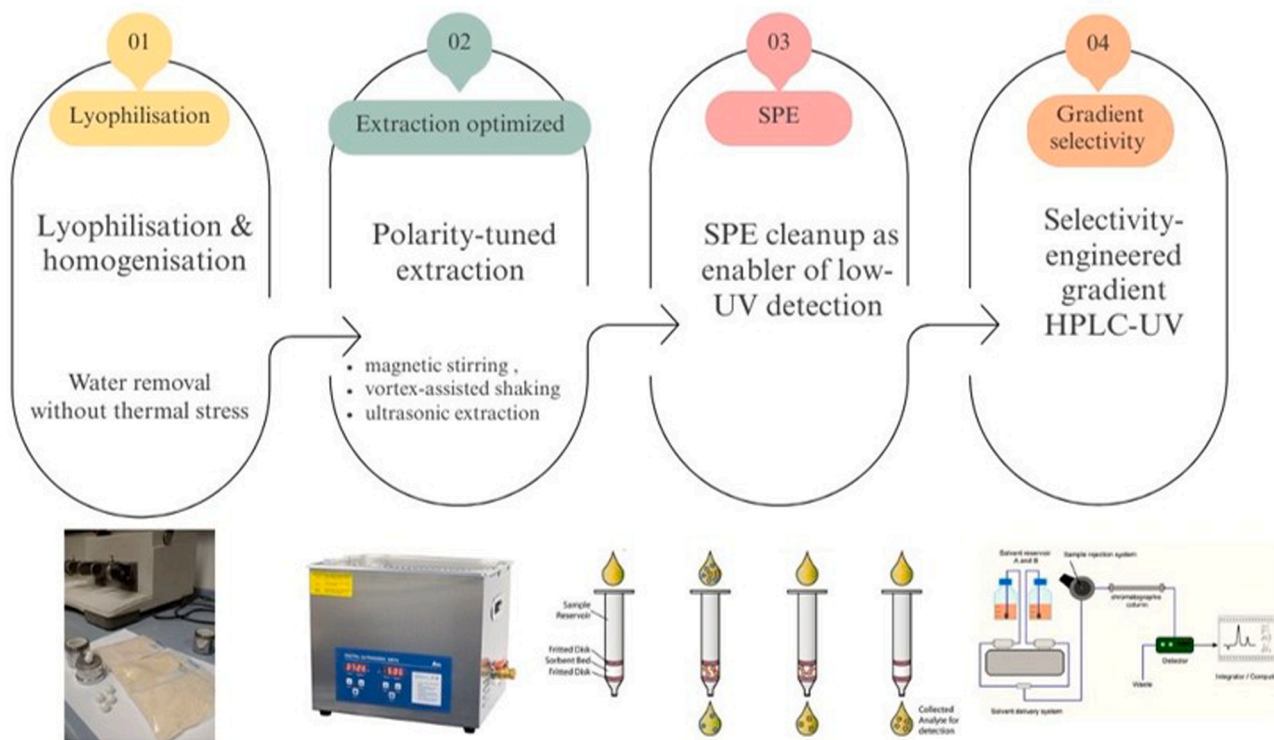 01
Lyophilisation
Lyophilisation &
homogenisation
Water removal
without thermal stress
02
Extraction optimized
Polarity-tuned
extraction
• magnetic stirring ,
• vortex-assisted shaking
• ultrasonic extraction
03
SPE
SPE cleanup as
enabler of low-
UV detection
04
Gradient
selectivity
Selectivity-
engineered
gradient
HPLC-UV
Sample
Reservoir
Fritted Disk
Sorbent Bed
Fritted Disk
Collected
Analyte for
detection
Solvent reservoir
A and B
Sample injection system
chromatographic
column
Detector
Waste
Integrator / Compute
Solvent delivery system